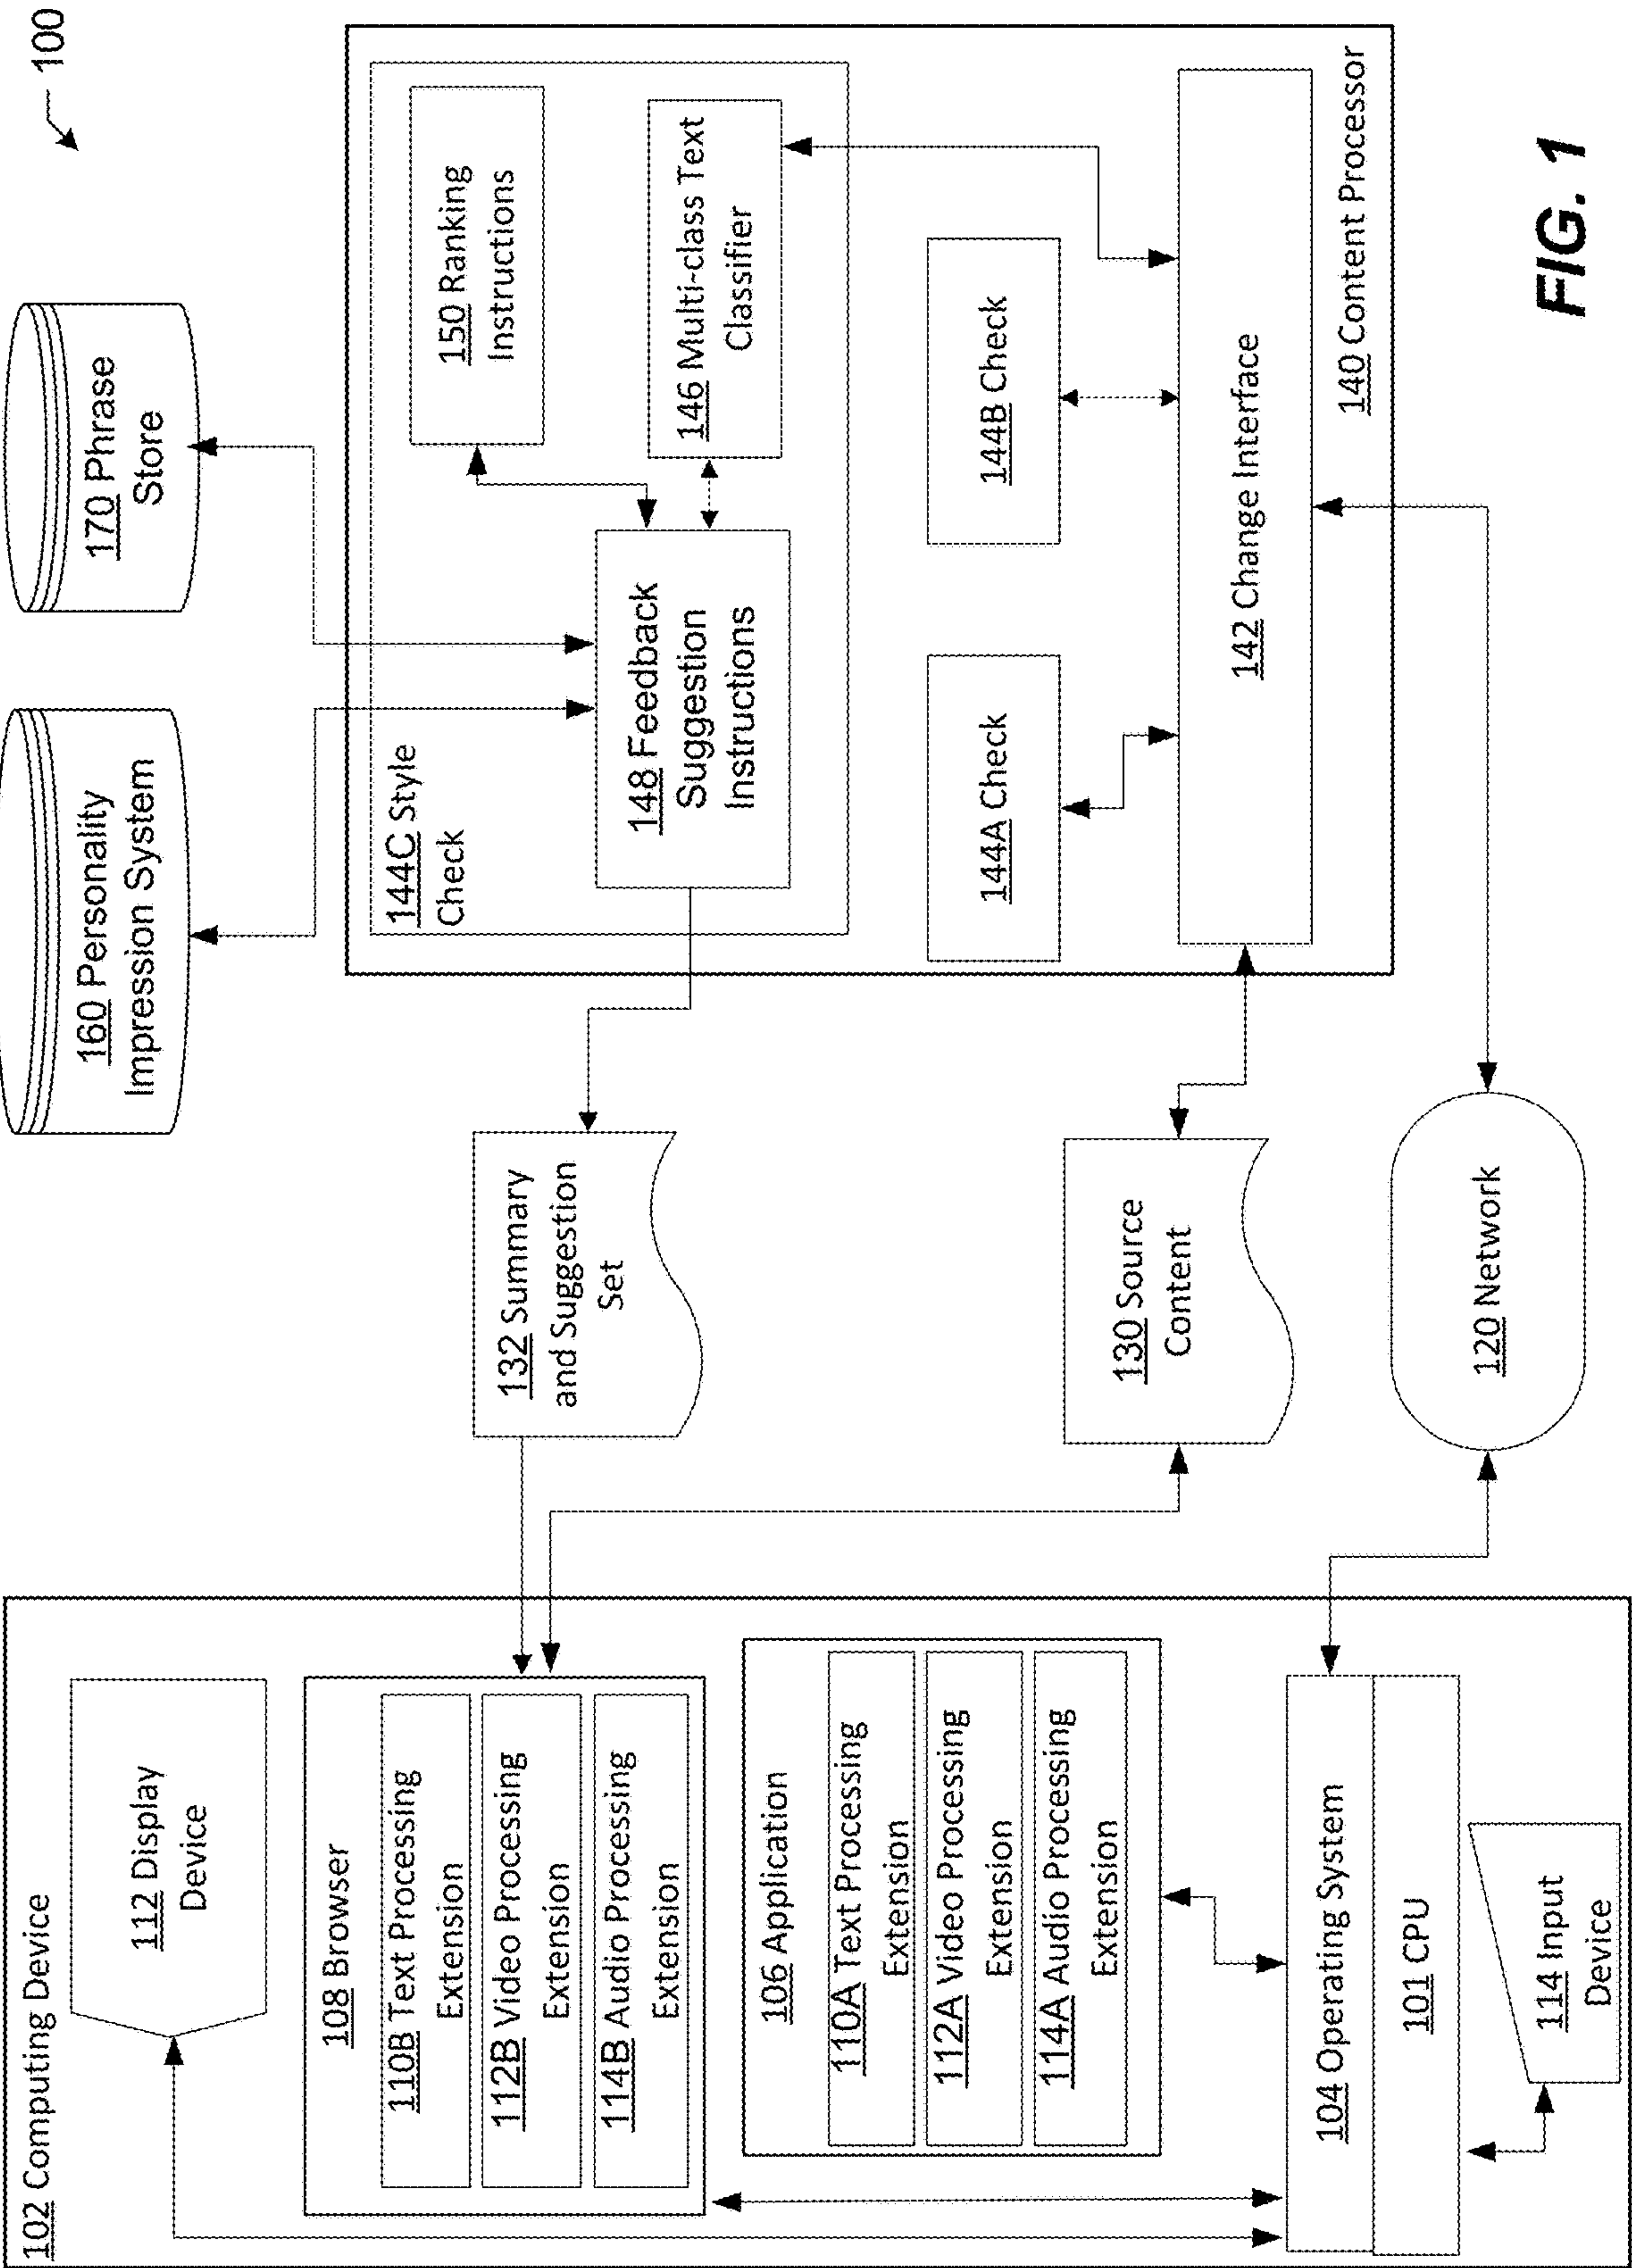 100
102 Computing Device
112 Display
Device
108 Browser
110B Text Processing
Extension
112B Video Processing
Extension
114B Audio Processing
Extension
106 Application
110A Text Processing
Extension
112A Video Processing
Extension
114A Audio Processing
Extension
104 Operating System
101 CPU
114 Input
Device
132 Summary
and Suggestion
Set
130 Source
Content
120 Network
160 Personality
Impression System
170 Phrase
Store
144C Style
Check
148 Feedback
Suggestion
Instructions
150 Ranking
Instructions
146 Multi-class Text
Classifier
144A Check
144B Check
142 Change Interface
140 Content Processor
FIG. 1